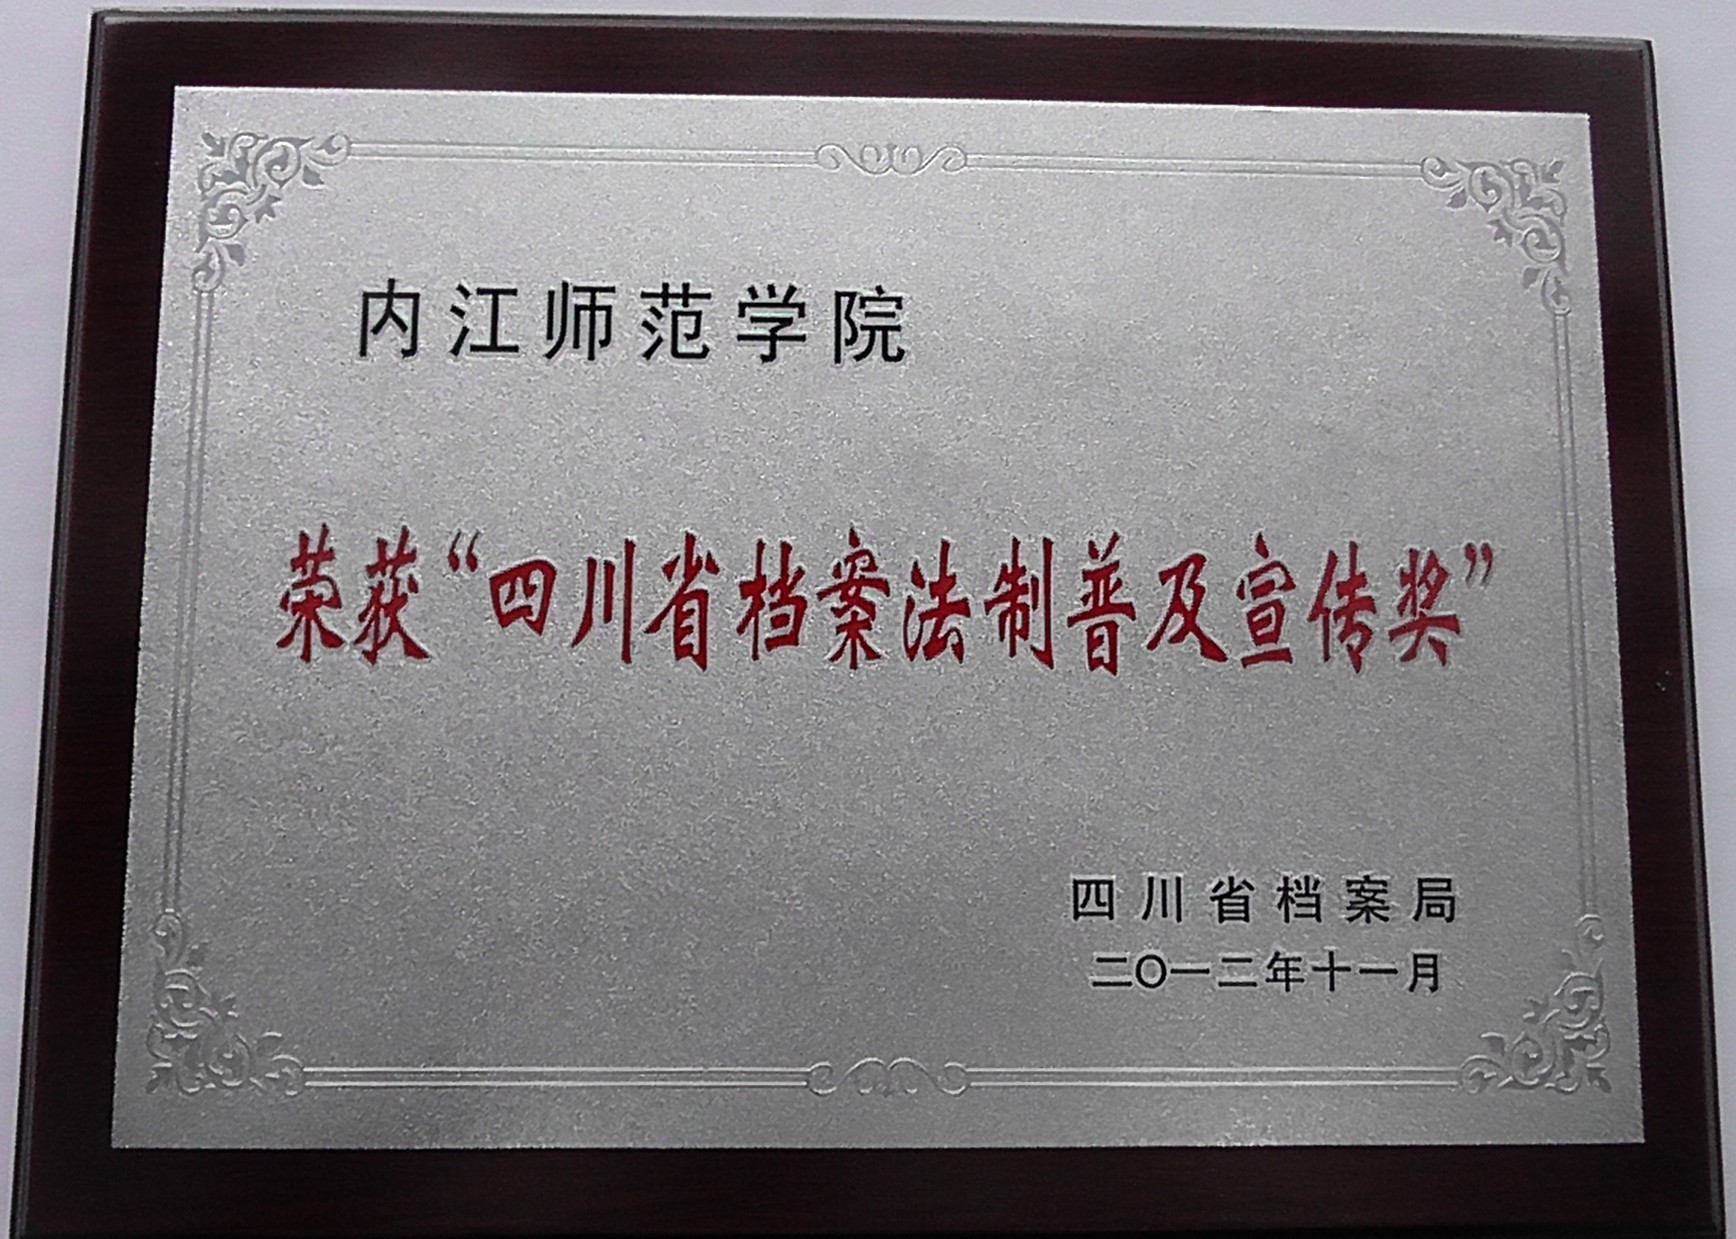 内江师范学院
荣获“四川省档案法制普及宣传奖”
四川省档案局
二〇一二年十一月